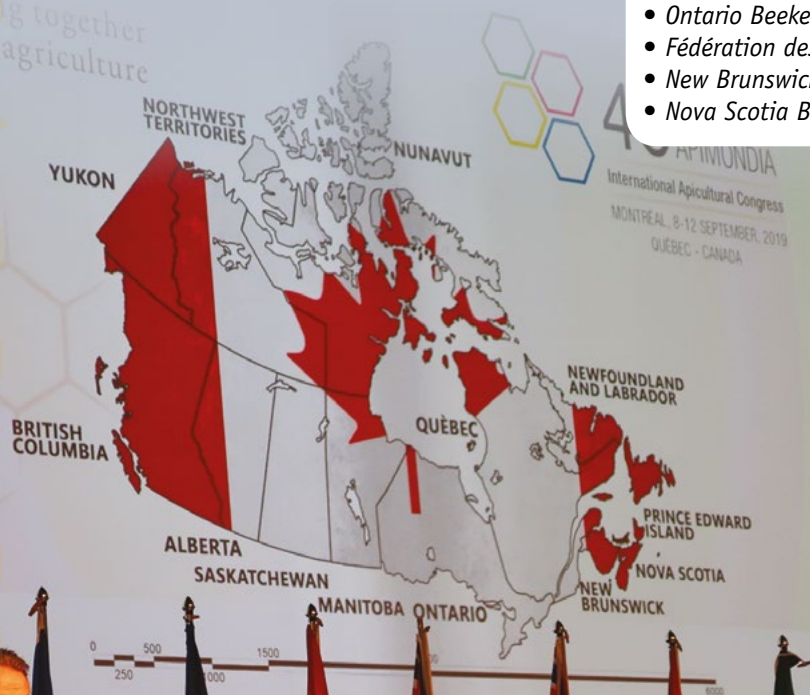 together
agriculture
• Ontario Beeke
• Fédération des
• New Brunswick
• Nova Scotia B
APIMONDIA
International Apicultural Congress
MONTRÉAL, 8-12 SEPTEMBER, 2019
QUÉBEC - CANADA
NORTHWEST
TERRITORIES
NUNAVUT
YUKON
NEWFOUNDLAND
AND LABRADOR
BRITISH
COLUMBIA
QUÈBEC
PRINCE EDWARD
ISLAND
ALBERTA
NOVA SCOTIA
SASKATCHEWAN
NEW
BRUNSWICK
MANITOBA ONTARIO
0 500 1500
250 1000